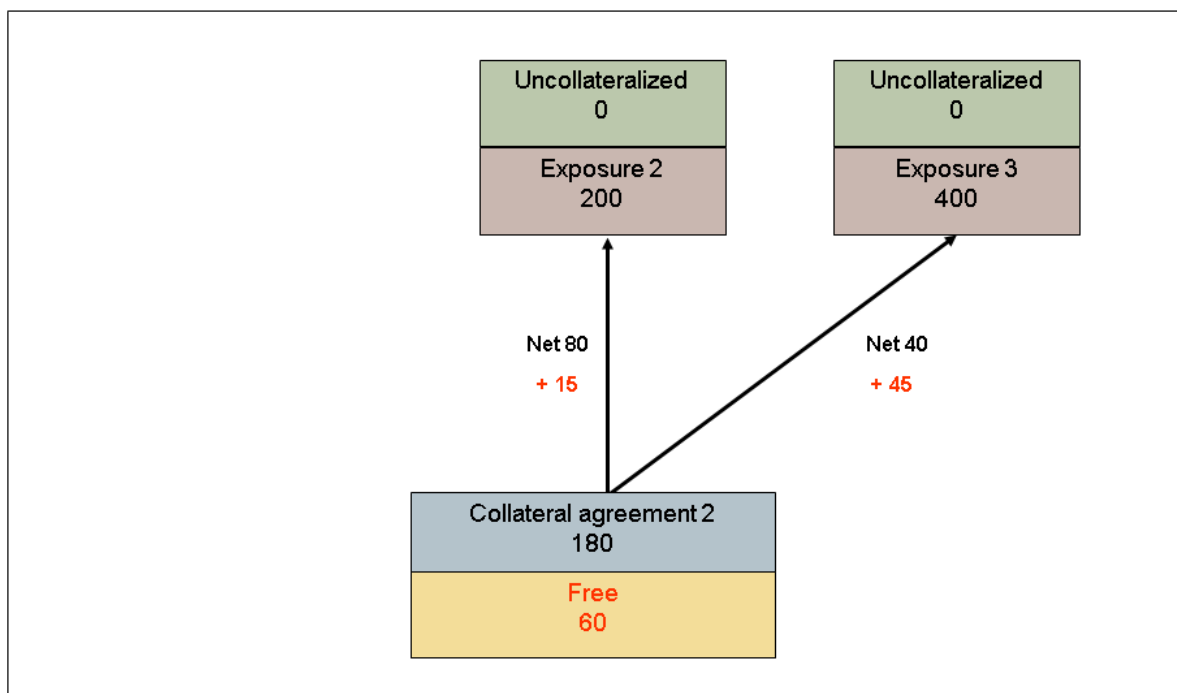 Uncollateralized
0
Exposure 2
200
Uncollateralized
0
Exposure 3
400
Net 80
+ 15
Net 40
+ 45
Collateral agreement 2
180
Free
60